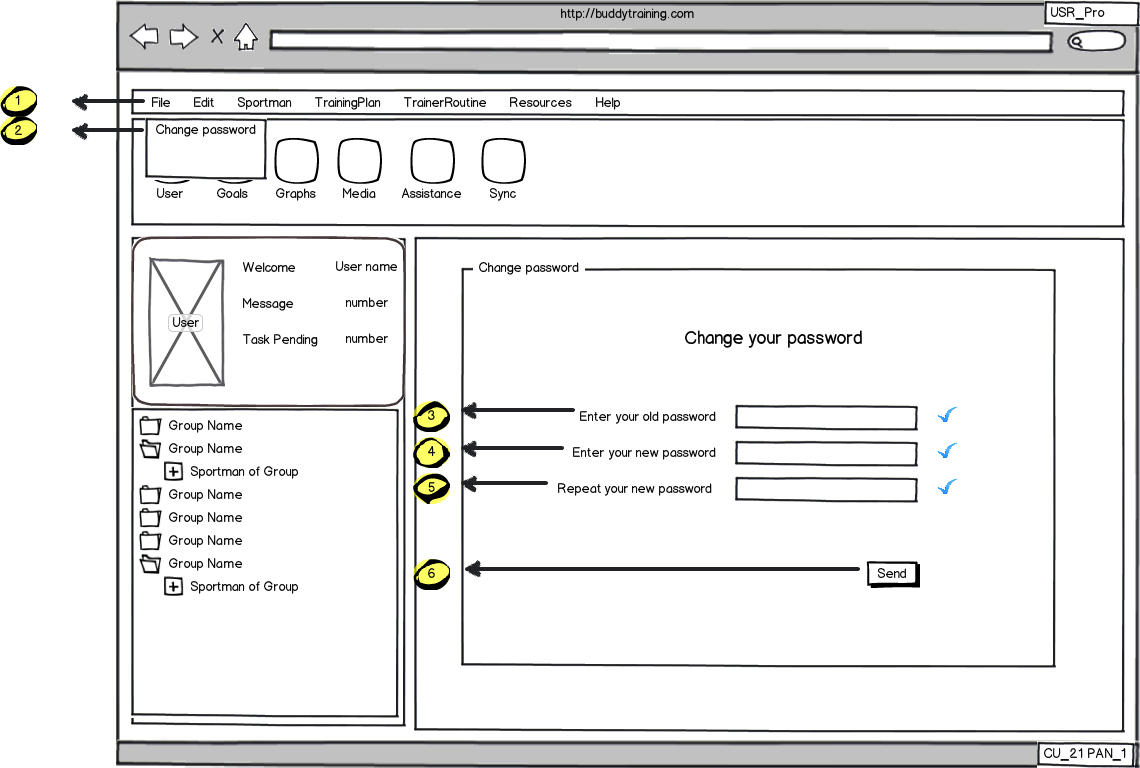 http://buddytraining.com
USR_Pro
1
File Edit Sportman TrainingPlan TrainerRoutine Resources Help
2
Change password
User Goals Graphs Media Assistance Sync
Welcome User name
Message number
User
Task Pending number
Group Name
Group Name
Sportman of Group
Group Name
Group Name
Group Name
Group Name
Sportman of Group
Change password
Change your password
3 Enter your old password
4 Enter your new password
5 Repeat your new password
6 Send
CU_21 PAN_1